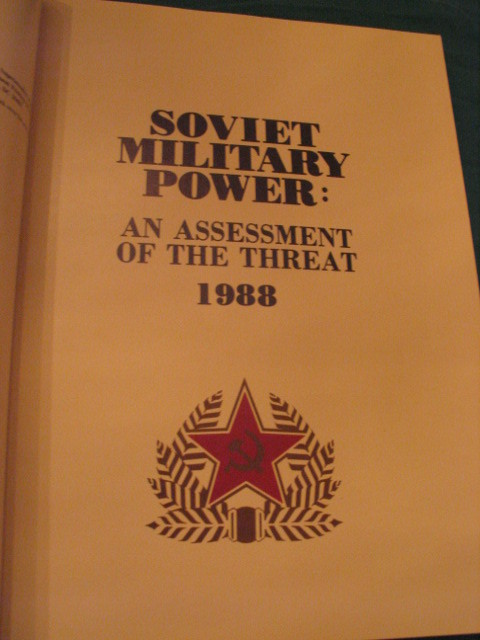 SOVIET
MILITARY
POWER:
AN ASSESSMENT
OF THE THREAT
1988